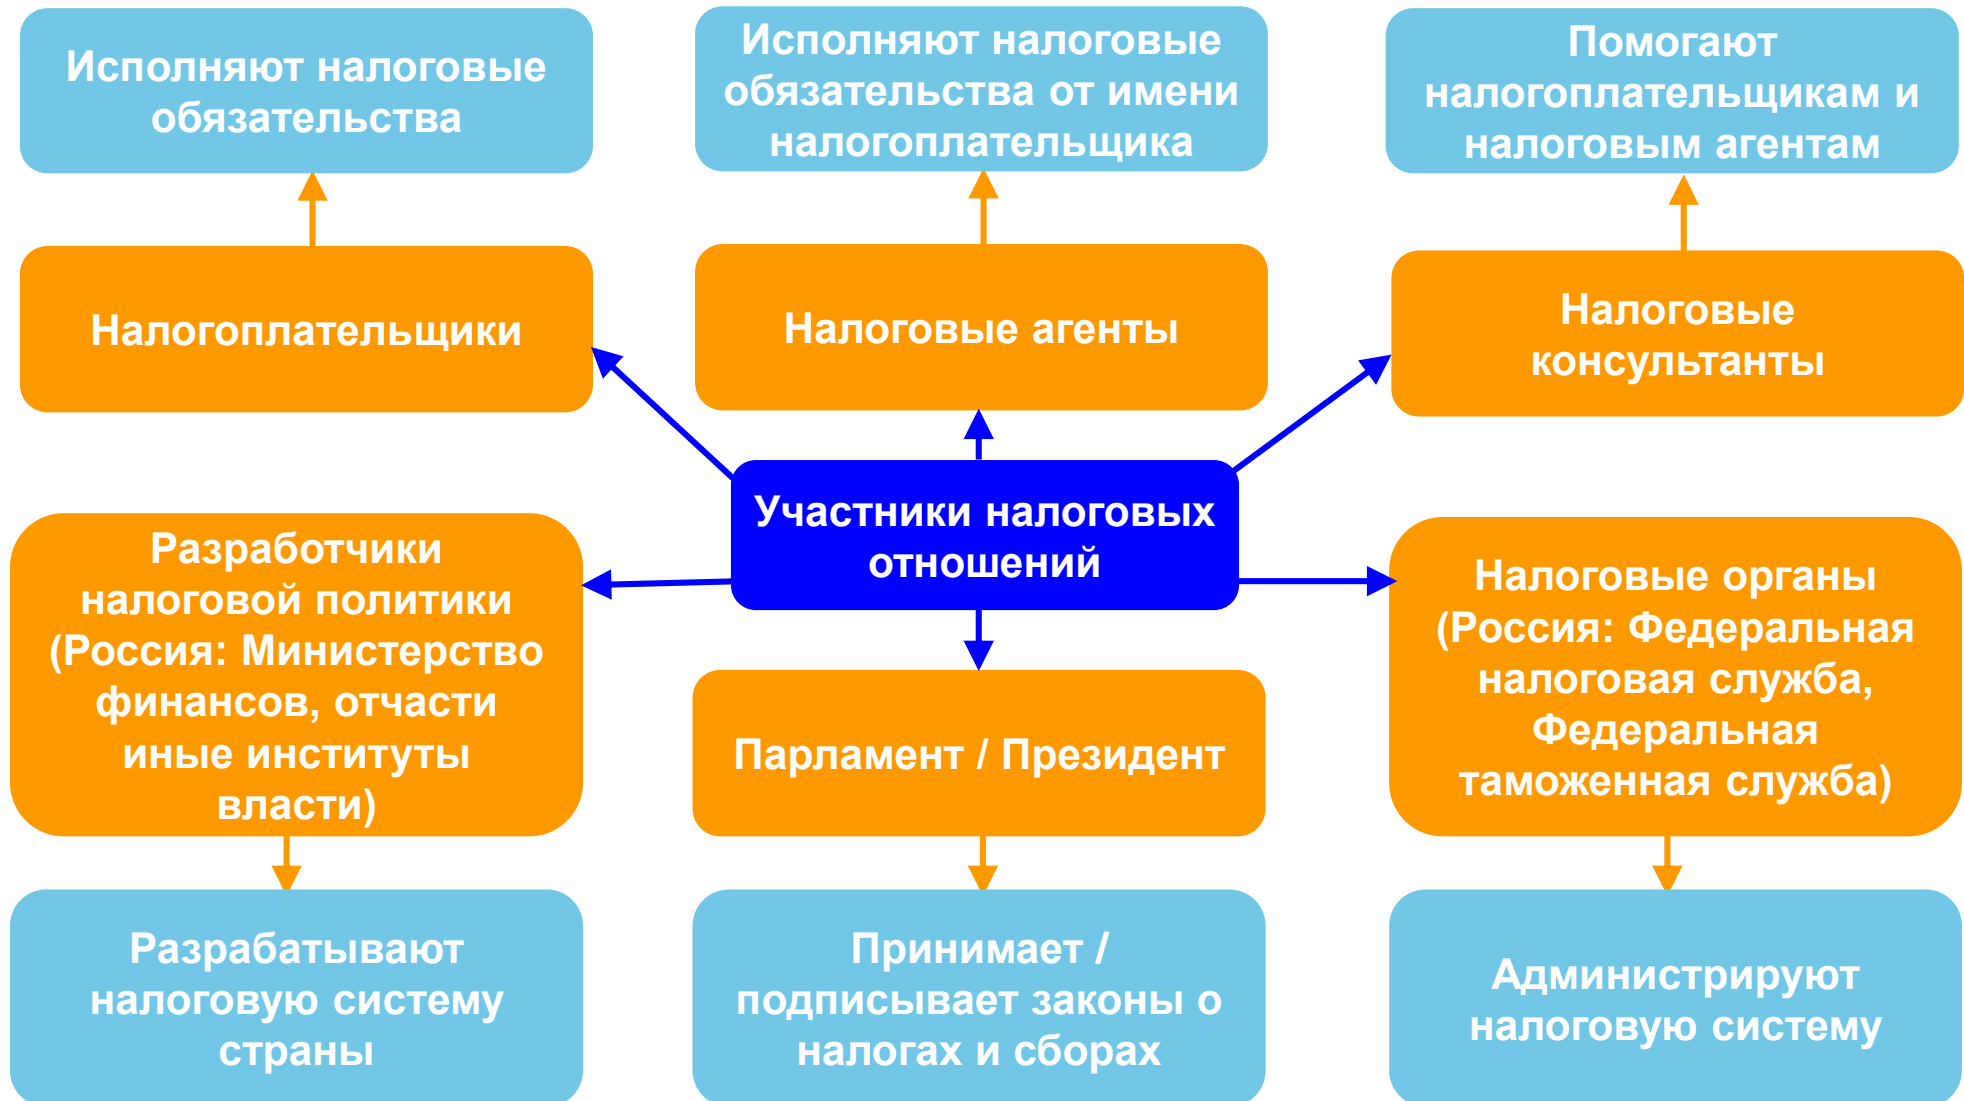 Исполняют налоговые
обязательства
Исполняют налоговые
обязательства от имени
налогоплательщика
Помогают
налогоплательщикам и
налоговым агентам
Налогоплательщики
Налоговые агенты
Налоговые
консультанты
Участники налоговых
отношений
Разработчики
налоговой политики
(Россия: Министерство
финансов, отчасти
иные институты
власти)
Парламент / Президент
Налоговые органы
(Россия: Федеральная
налоговая служба,
Федеральная
таможенная служба)
Разрабатывают
налоговую систему
страны
Принимает /
подписывает законы о
налогах и сборах
Администрируют
налоговую систему